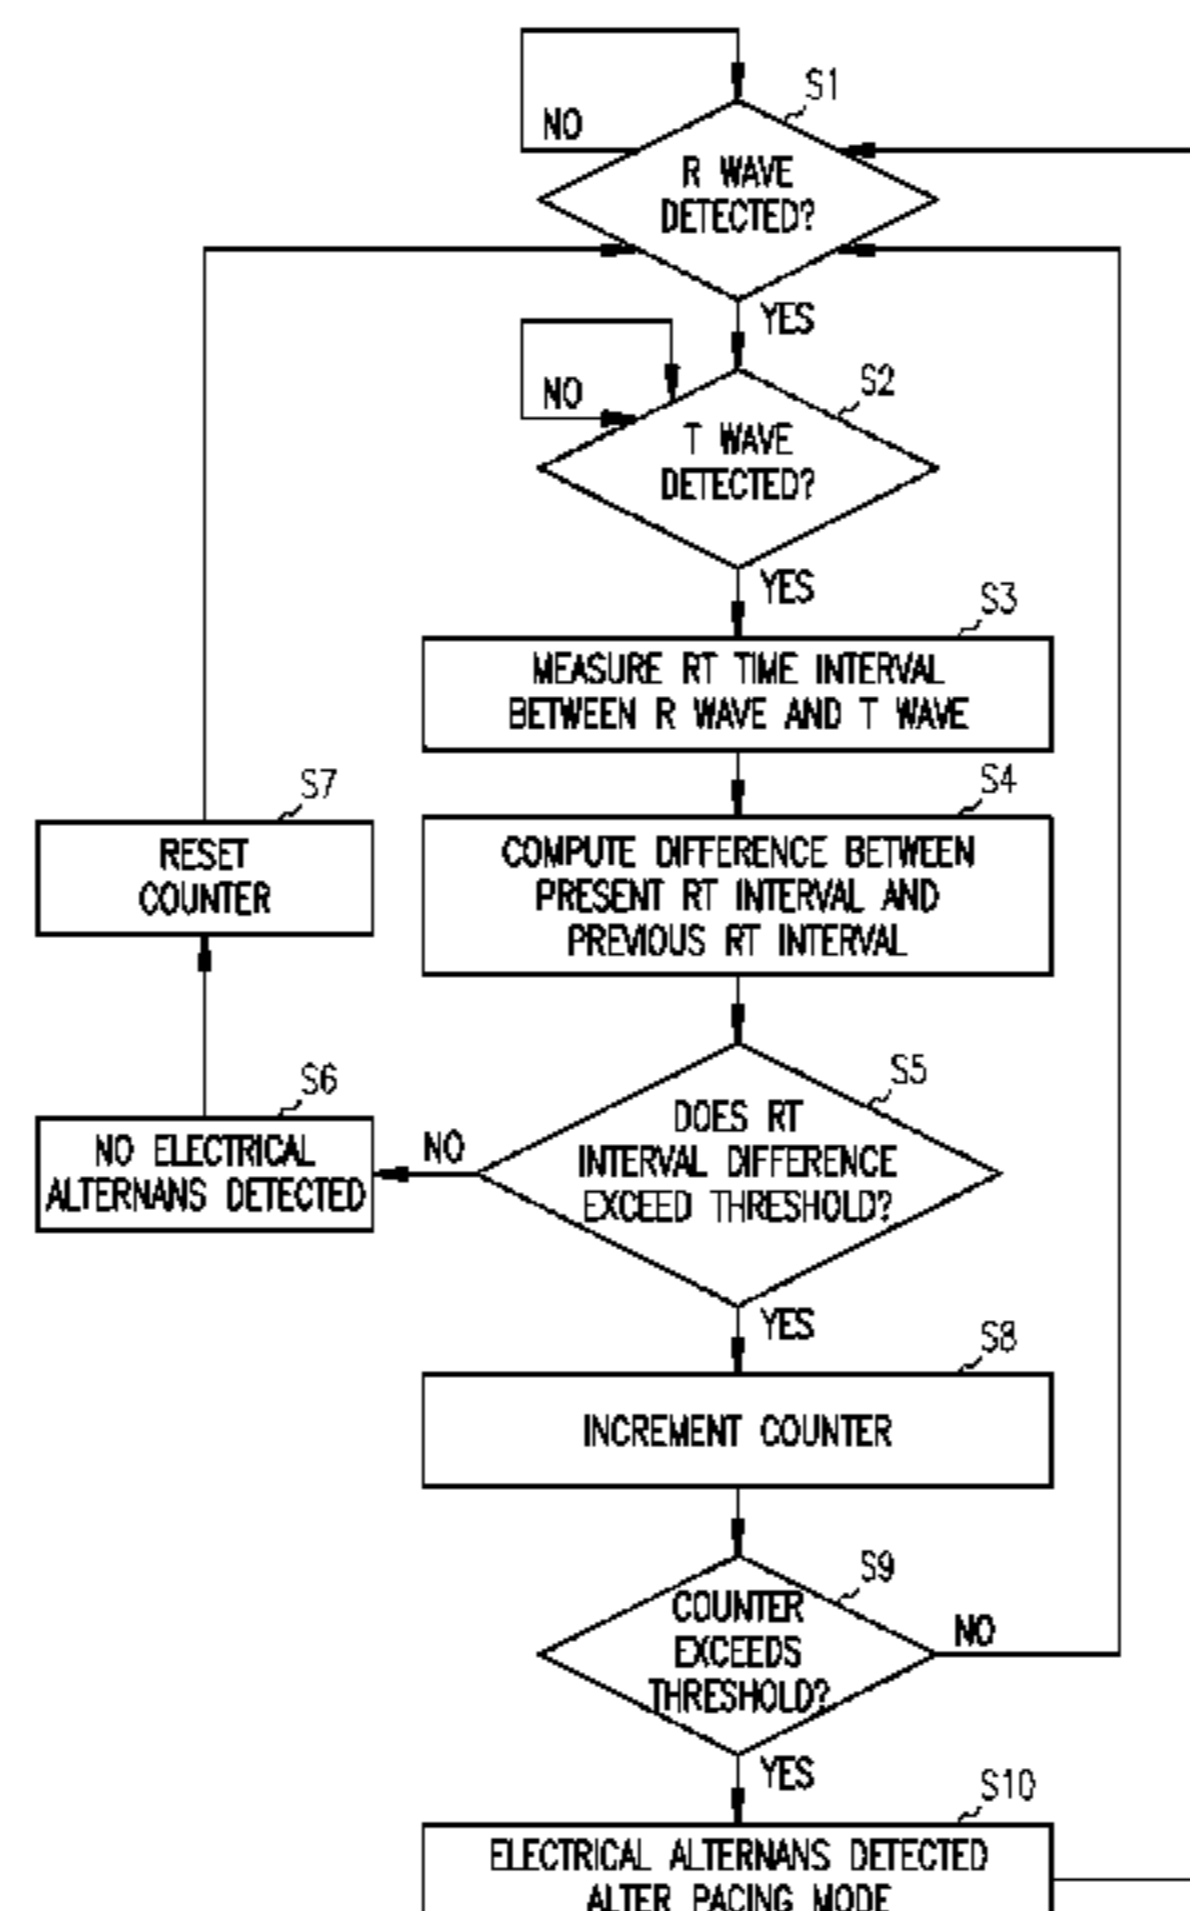 S1
NO
R WAVE
DETECTED?
YES
S2
NO
T WAVE
DETECTED?
YES
S3
MEASURE RT TIME INTERVAL
BETWEEN R WAVE AND T WAVE
S7
RESET
COUNTER
S4
COMPUTE DIFFERENCE BETWEEN
PRESENT RT INTERVAL AND
PREVIOUS RT INTERVAL
S6
NO ELECTRICAL
ALTERNANS DETECTED
NO
S5
DOES RT
INTERVAL DIFFERENCE
EXCEED THRESHOLD?
YES
S8
INCREMENT COUNTER
S9
COUNTER
EXCEEDS
THRESHOLD?
NO
YES
S10
ELECTRICAL ALTERNANS DETECTED
ALTER PACING MODE